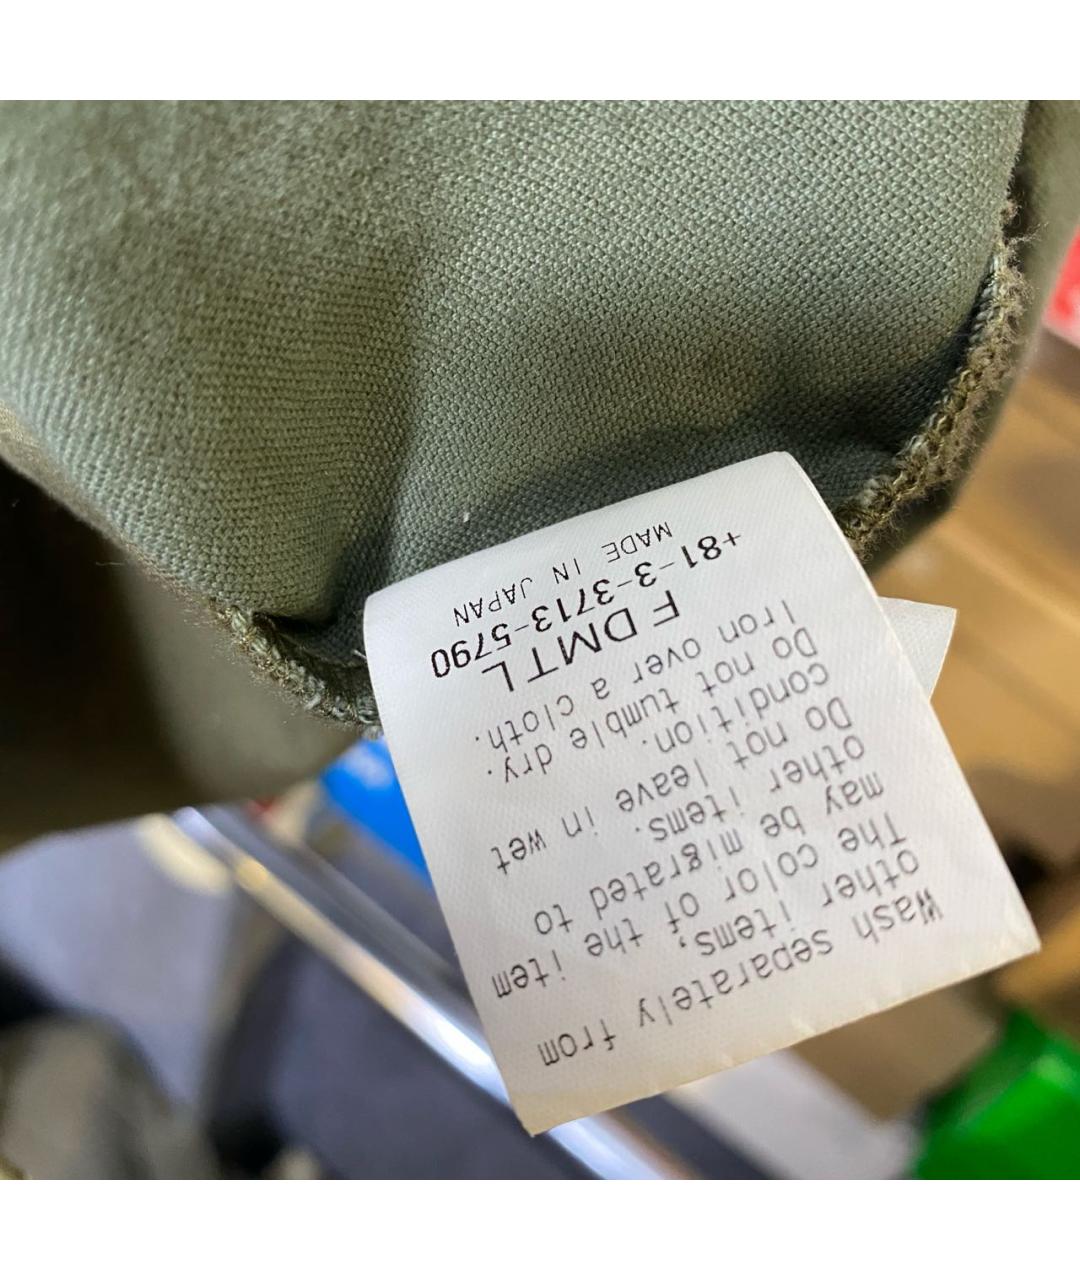 Wash separately from
other items.
The color of the item
may be migrated to
other items.
Do not leave in wet
condition.
Do not tumble dry.
Iron over a cloth.
F DMT L
+81-3-3713-5790
MADE IN JAPAN